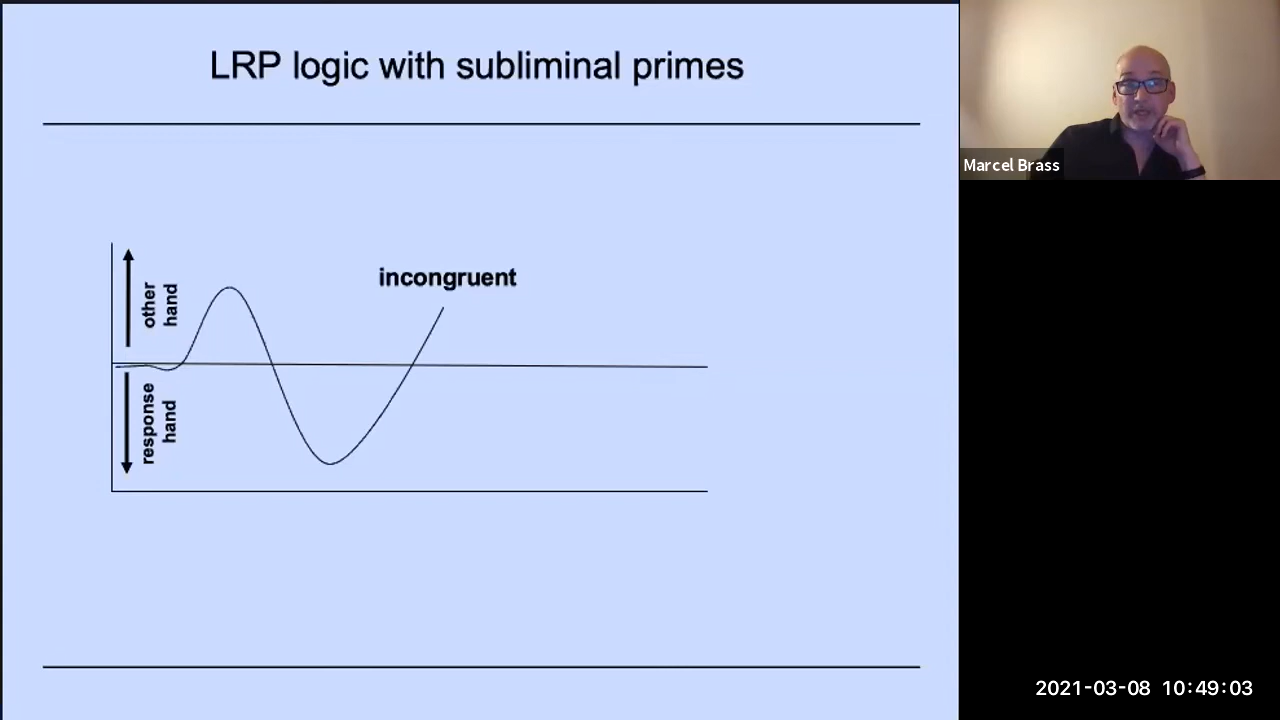 LRP logic with subliminal primes
Marcel Brass
incongruent
other
hand
response
hand
2021-03-08 10:49:03